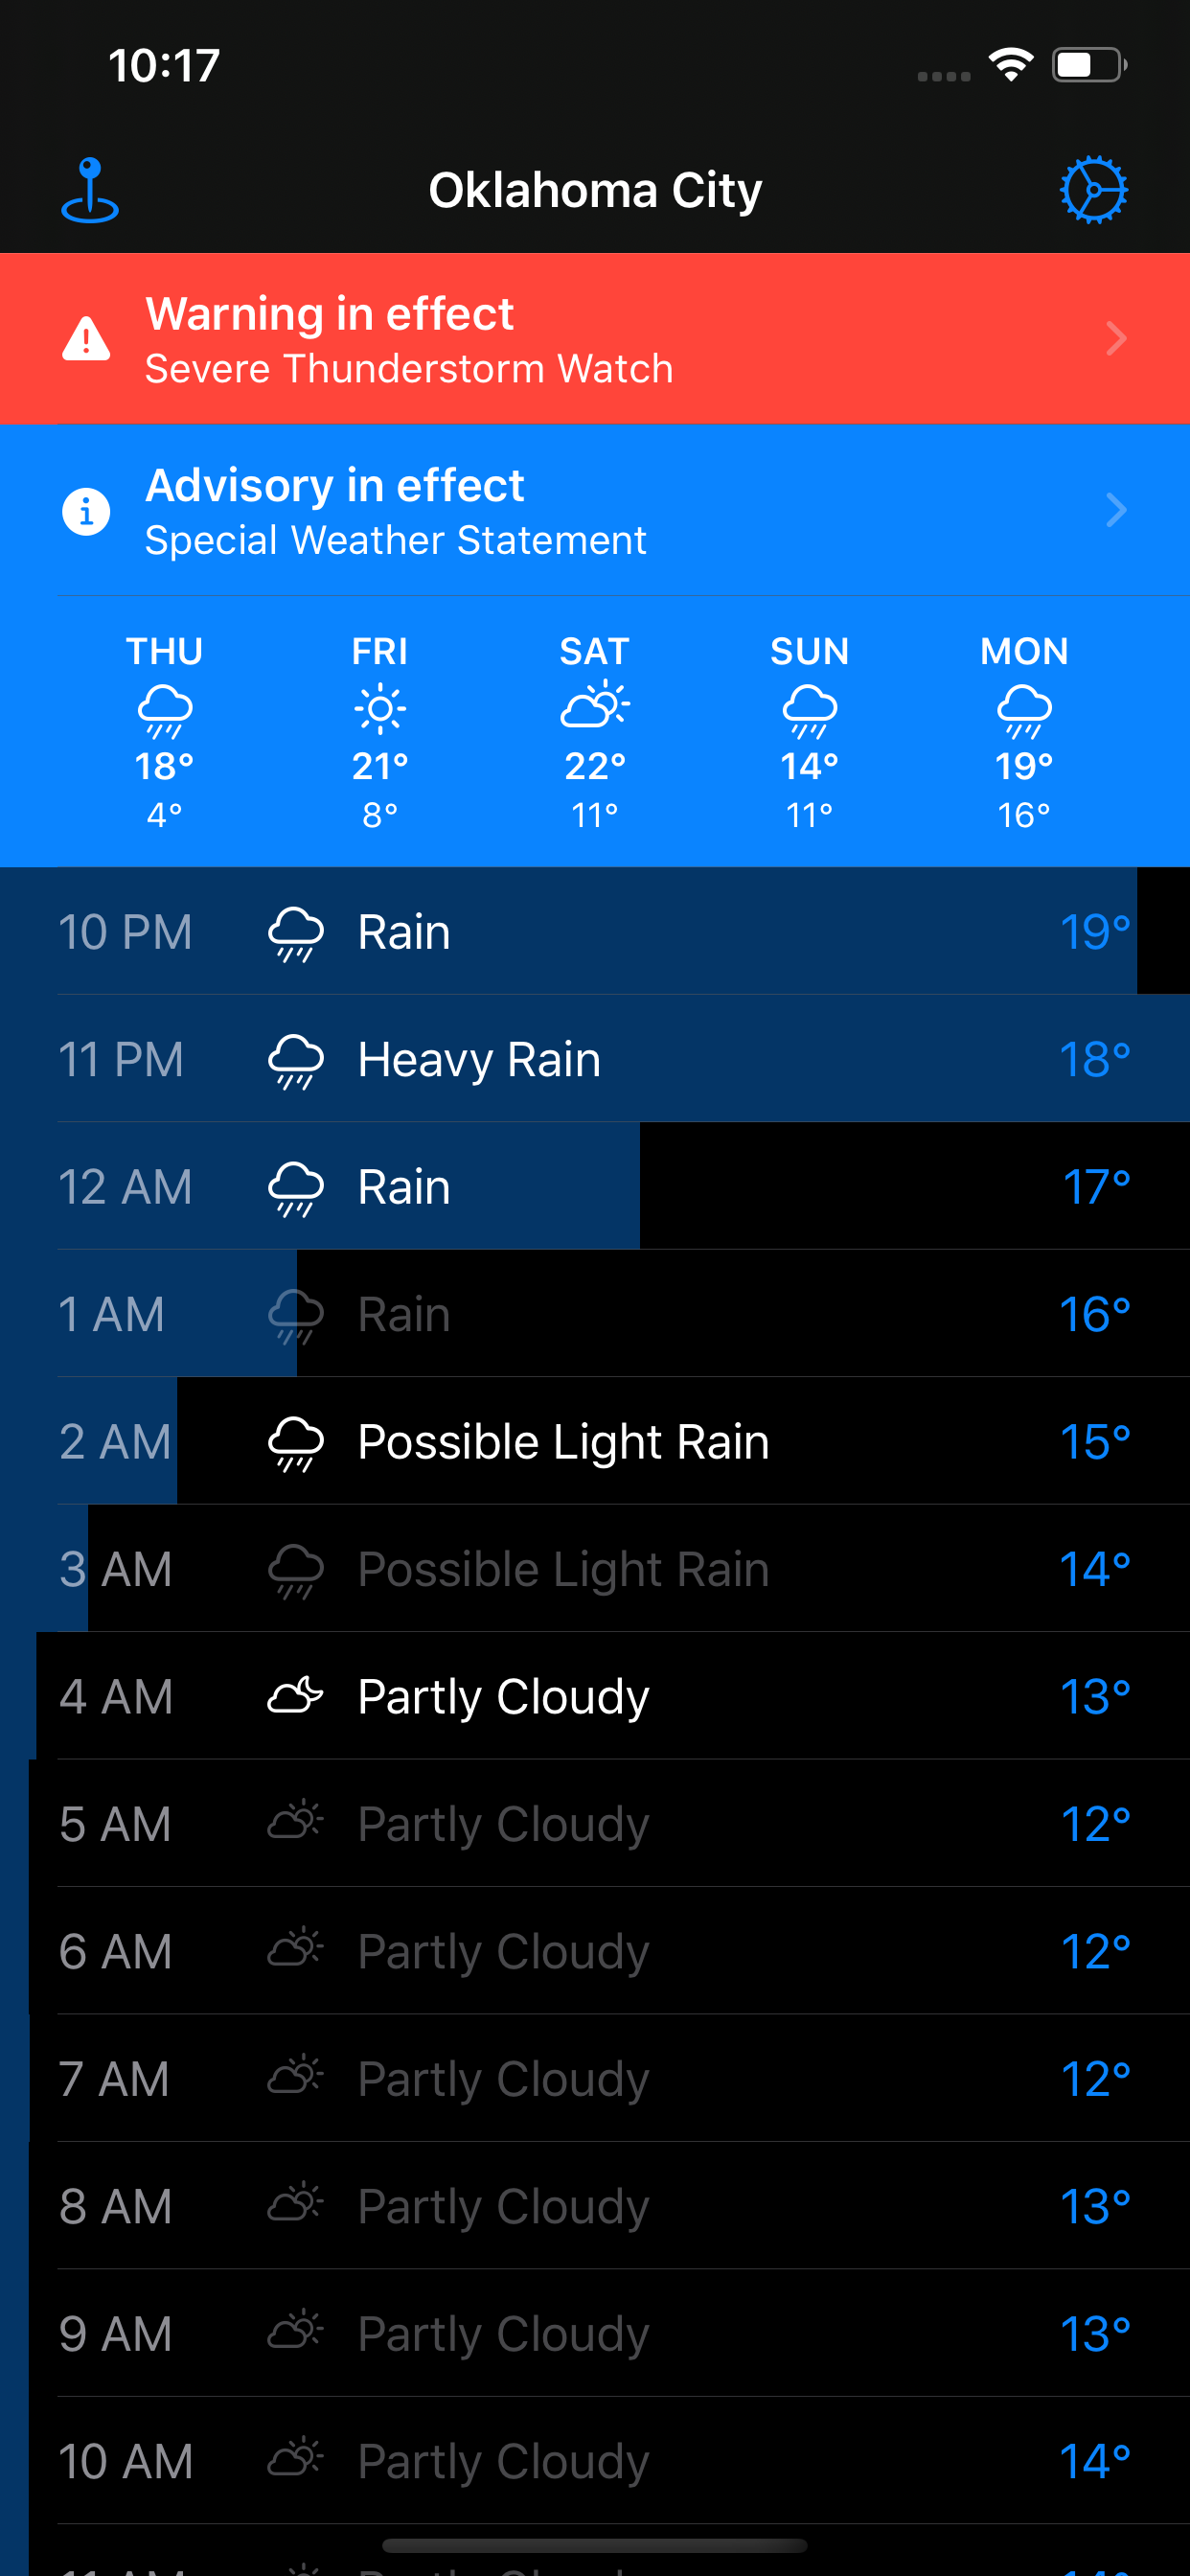 10:17
Oklahoma City
Warning in effect
Severe Thunderstorm Watch
Advisory in effect
Special Weather Statement
THU FRI SAT SUN MON
18° 21° 22° 14° 19°
4° 8° 11° 11° 16°
10 PM Rain 19°
11 PM Heavy Rain 18°
12 AM Rain 17°
1 AM Rain 16°
2 AM Possible Light Rain 15°
3 AM Possible Light Rain 14°
4 AM Partly Cloudy 13°
5 AM Partly Cloudy 12°
6 AM Partly Cloudy 12°
7 AM Partly Cloudy 12°
8 AM Partly Cloudy 13°
9 AM Partly Cloudy 13°
10 AM Partly Cloudy 14°